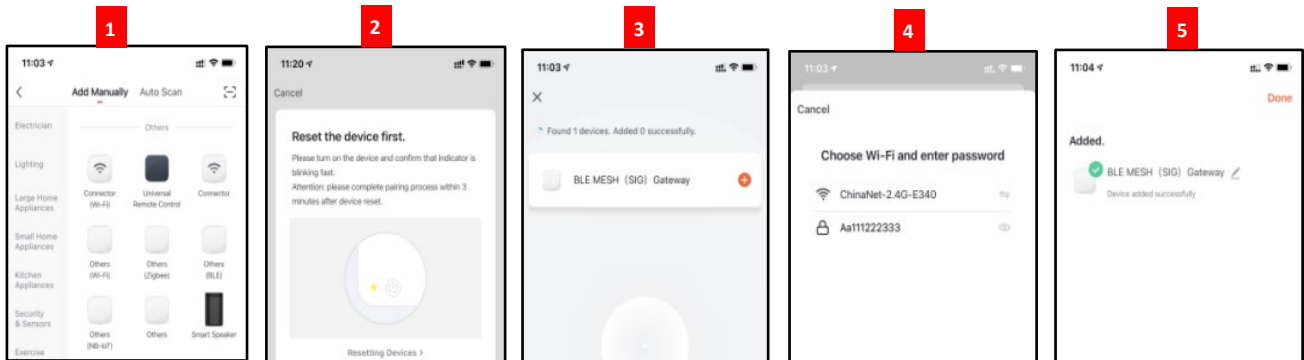 1
11:03
Add Manually Auto Scan
Electrician
Others
Lighting
Connector
(Wi-Fi)
Universal
Remote Control
Connector
Large Home
Appliances
Small Home
Appliances
Others
(Wi-Fi)
Others
(Zigbee)
Others
(BLE)
Kitchen
Appliances
Security
& Sensors
Others
(NB-IoT)
Others
Smart Speaker
Exercise
2
11:20
Cancel
Reset the device first.
Please turn on the device and confirm that indicator is
blinking fast.
Attention: please complete pairing process within 3
minutes after device reset.
Resetting Devices >
3
11:03
Found 1 devices. Added 0 successfully.
BLE MESH (SIG) Gateway
4
11:03
Cancel
Choose Wi-Fi and enter password
ChinaNet-2.4G-E340
Aa111222333
5
11:04
Done
Added.
BLE MESH (SIG) Gateway
Device added successfully